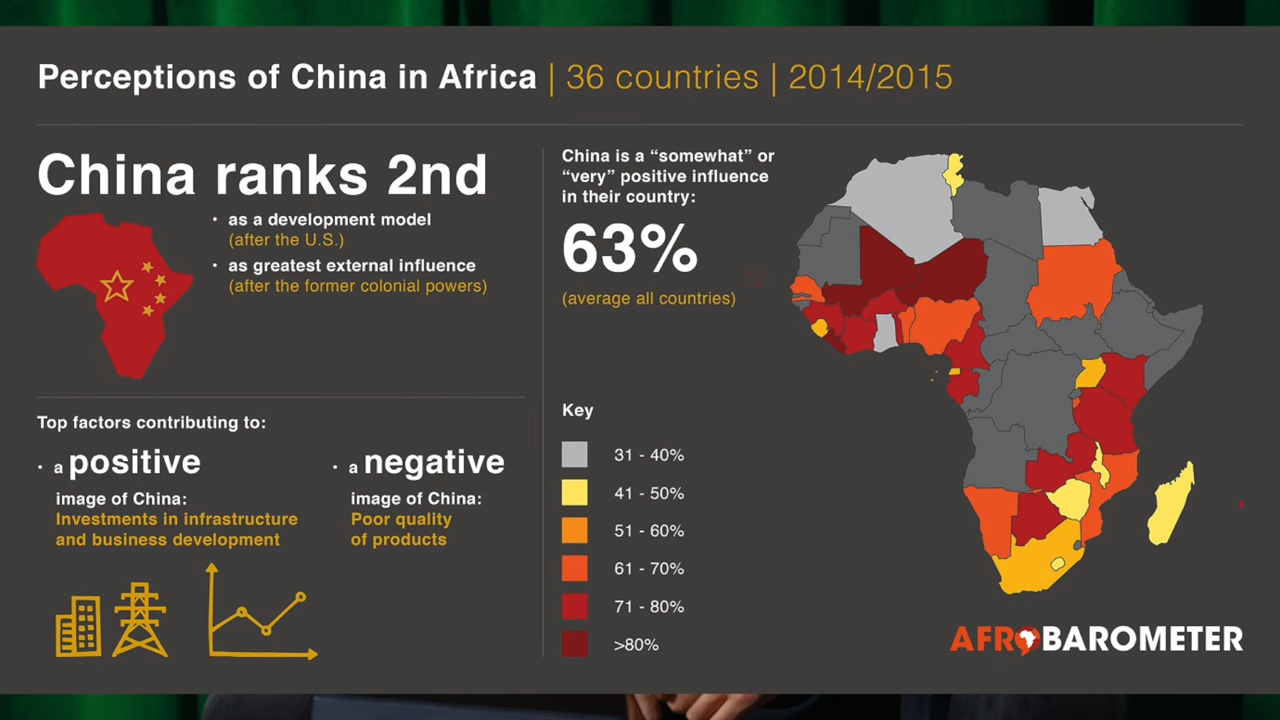 Perceptions of China in Africa | 36 countries | 2014/2015
China ranks 2nd
• as a development model
(after the U.S.)
• as greatest external influence
(after the former colonial powers)
Top factors contributing to:
• a positive
image of China:
Investments in infrastructure
and business development
• a negative
image of China:
Poor quality
of products
China is a “somewhat” or
“very” positive influence
in their country:
63%
(average all countries)
Key
31 - 40%
41 - 50%
51 - 60%
61 - 70%
71 - 80%
>80%
AFROBAROMETER